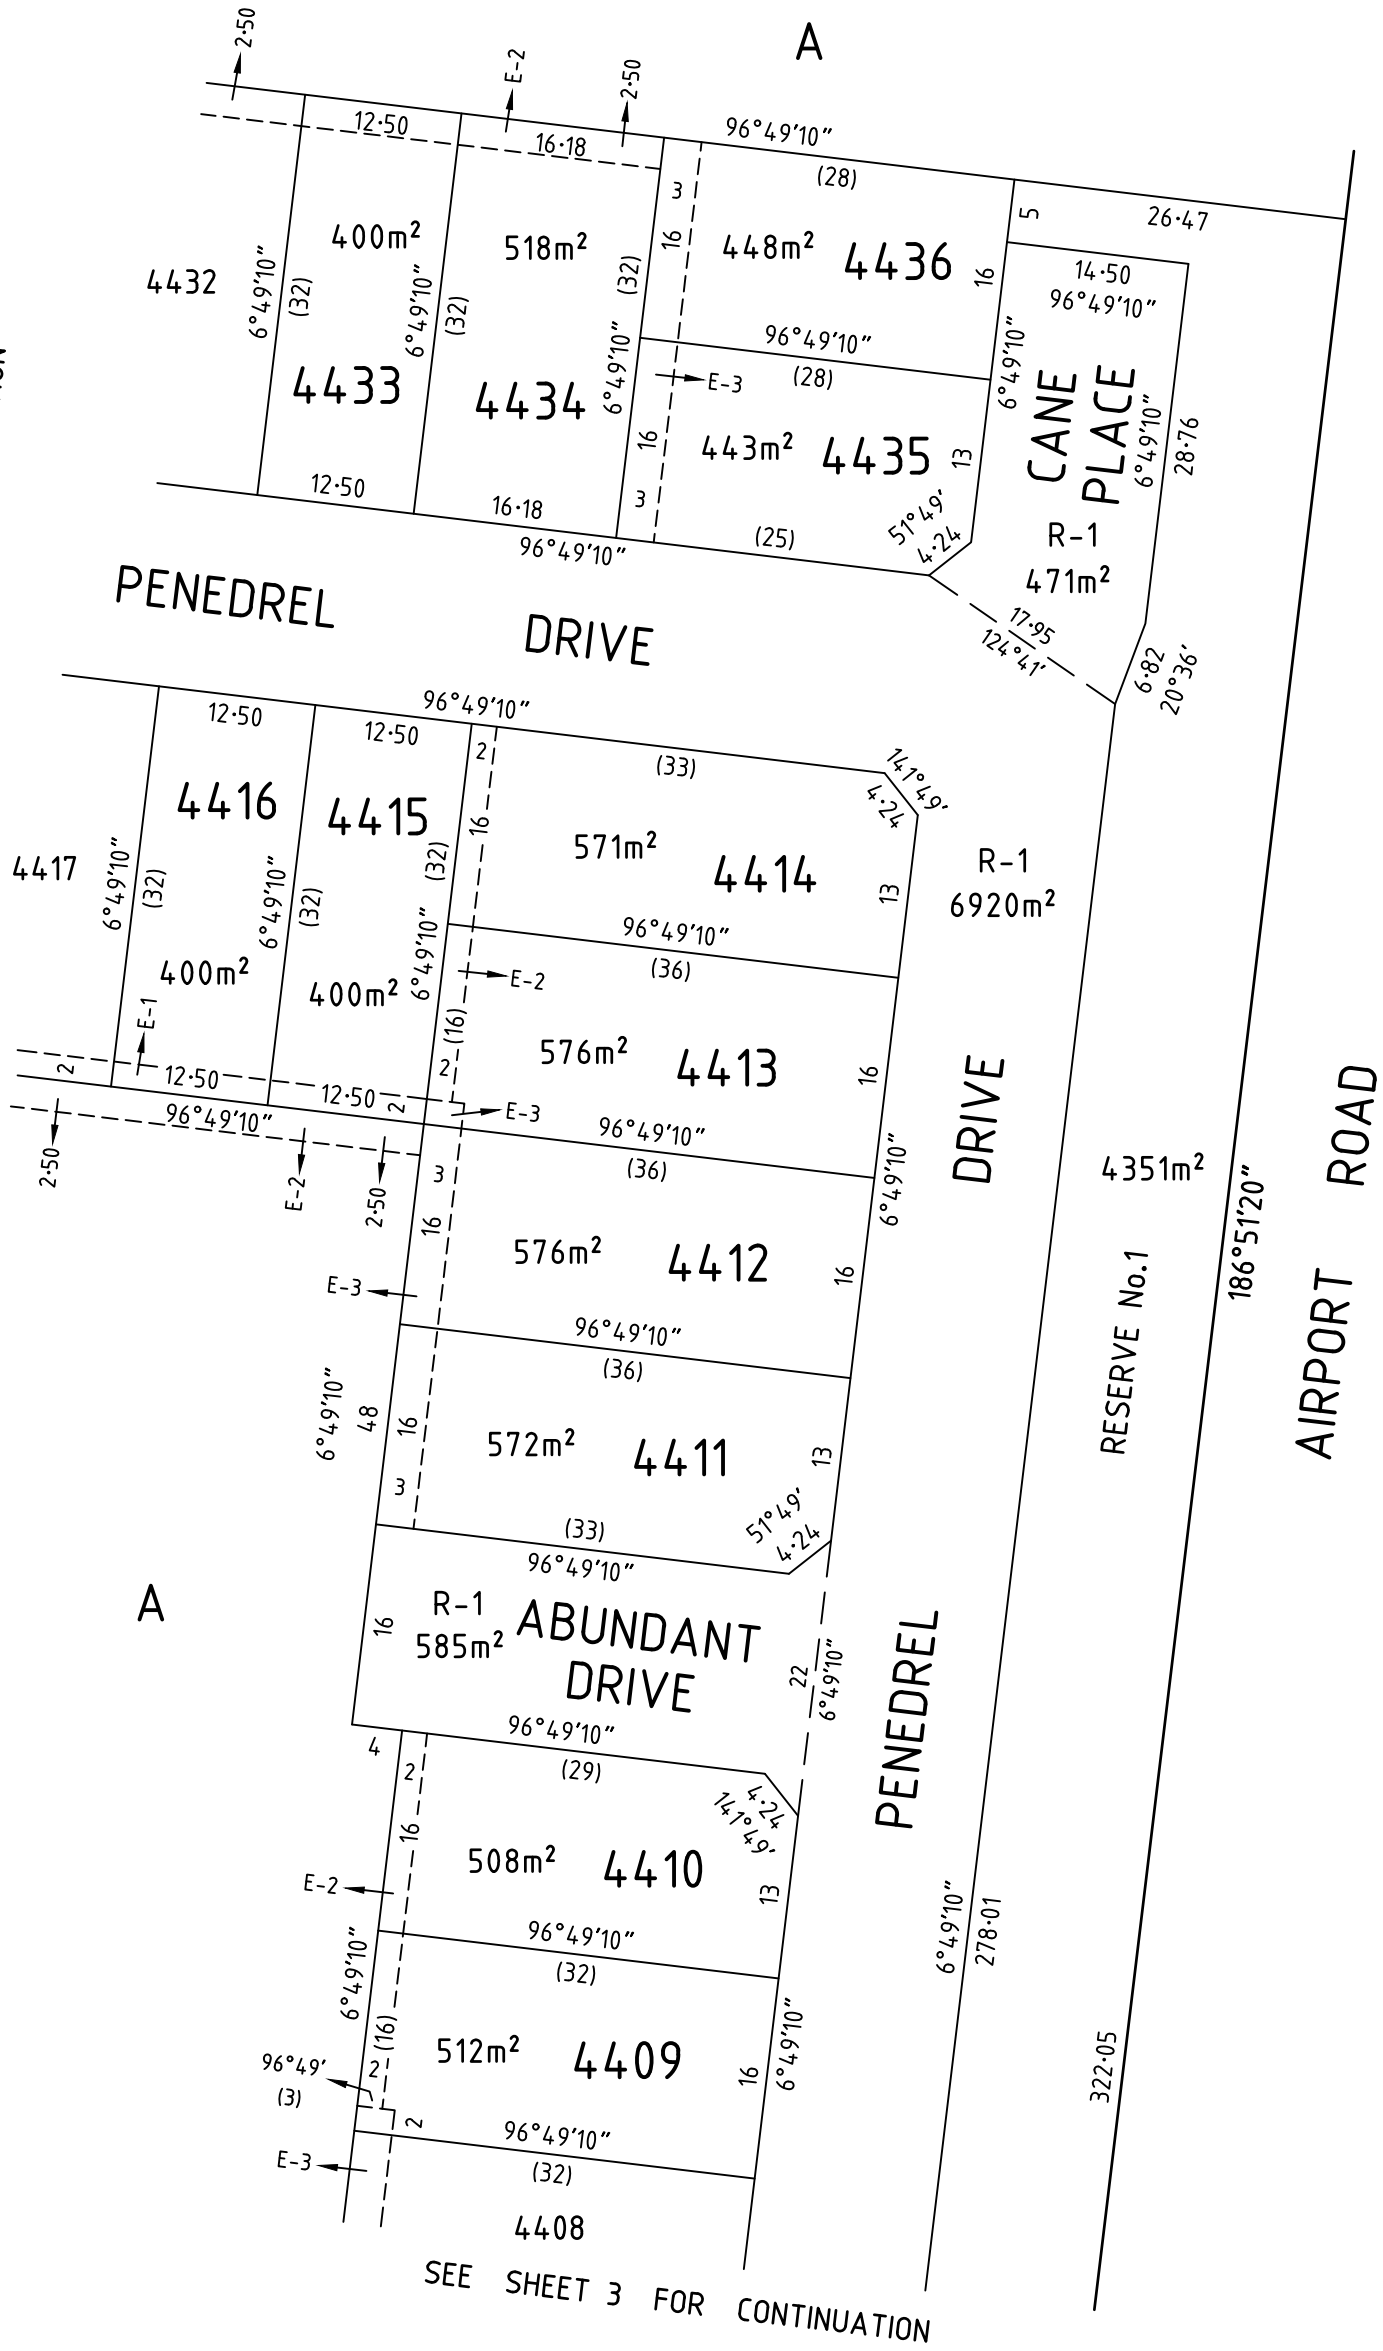 A
2·50
E-2
2·50
96°49'10"
12·50
16·18
(28)
26·47
3
5
400m²
518m²
16
448m²
4436
16
14·50
96°49'10"
4432
6°49'10"
(32)
6°49'10"
(32)
(32)
6°49'10"
96°49'10"
(28)
E-3
6°49'10"
4433
4434
16
443m²
4435
13
CANE
PLACE
6°49'10"
28·76
12·50
16·18
3
(25)
51°49'
4·24
R-1
471m²
96°49'10"
PENEDREL
DRIVE
17·95
124°41'
6·82
20°36'
96°49'10"
12·50
12·50
2
(33)
141°49'
4·24
4416
4415
16
571m²
4414
13
R-1
6920m²
4417
6°49'10"
(32)
6°49'10"
(32)
(32)
6°49'10"
96°49'10"
(36)
400m²
400m²
E-2
E-1
(16)
576m²
4413
16
2
12·50
12·50
2
2
E-3
96°49'10"
96°49'10"
(36)
2·50
E-2
2·50
3
16
6°49'10"
DRIVE
4351m²
ROAD
186°51'20"
576m²
4412
16
E-3
96°49'10"
(36)
RESERVE No.1
AIRPORT
6°49'10"
48
16
572m²
4411
13
3
(33)
51°49'
4·24
96°49'10"
A
R-1
585m²
16
ABUNDANT
DRIVE
22
6°49'10"
PENEDREL
96°49'10"
4
2
(29)
4·24
141°49'
16
508m²
4410
13
E-2
96°49'10"
(32)
6°49'10"
278·01
6°49'10"
(16)
512m²
4409
16
6°49'10"
322·05
96°49'
(3)
2
2
96°49'10"
(32)
E-3
4408
SEE SHEET 3 FOR CONTINUATION